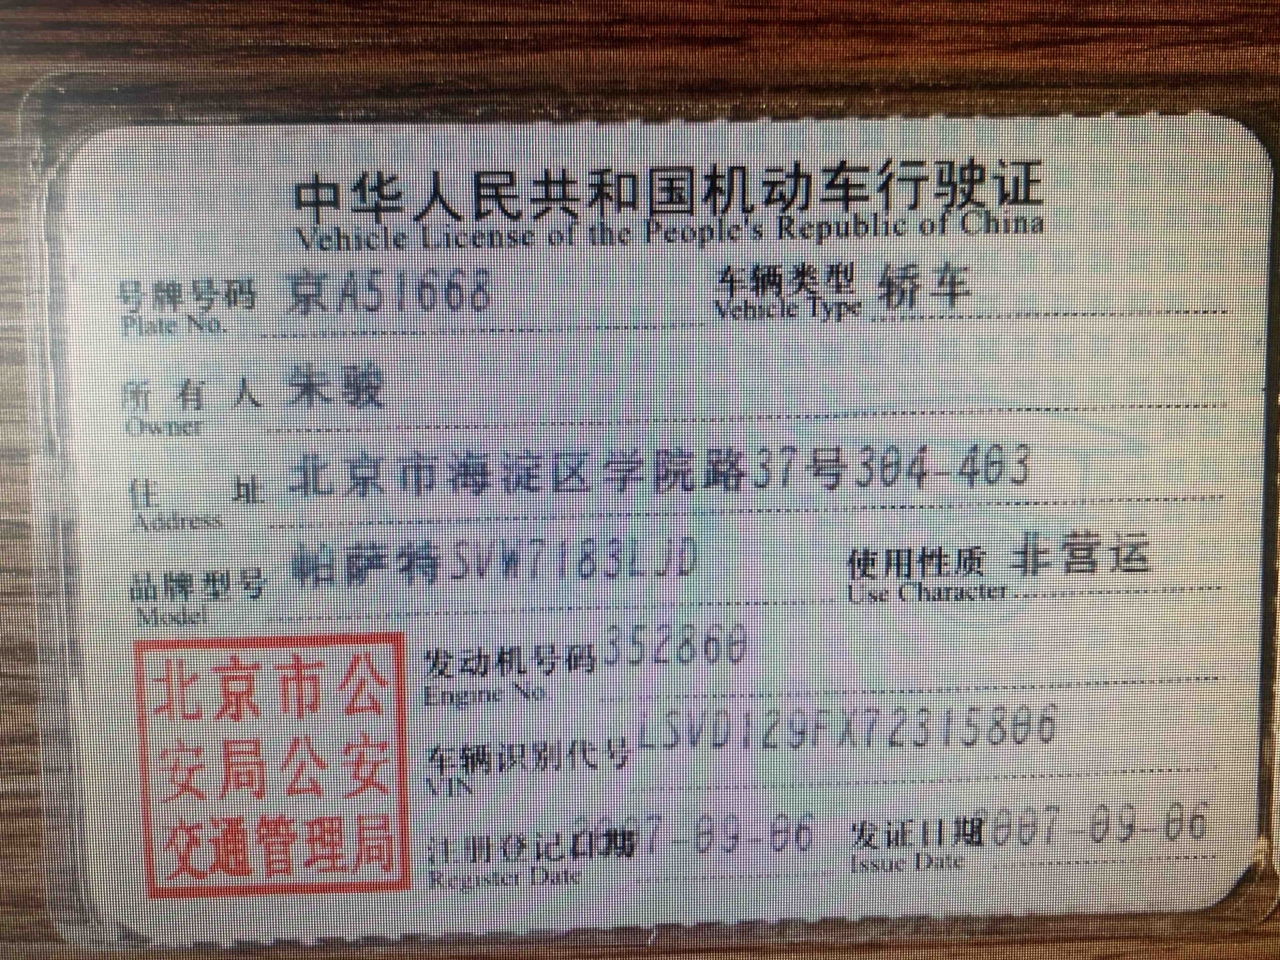 中华人民共和国机动车行驶证
Vehicle License of the People's Republic of China
号牌号码 京A51668 车辆类型 轿车
Plate No. Vehicle Type
所有人 朱骏
Owner
住址 北京市海淀区学院路37号304-403
Address
品牌型号 帕萨特SVW7183LJD 使用性质 非营运
Model Use Character
北京市公
安局公安
交通管理局
发动机号码 352860
Engine No.
车辆识别代号 LSVD129FX72315806
VIN
注册登记日期 2007-09-06 发证日期 2007-09-06
Register Date Issue Date